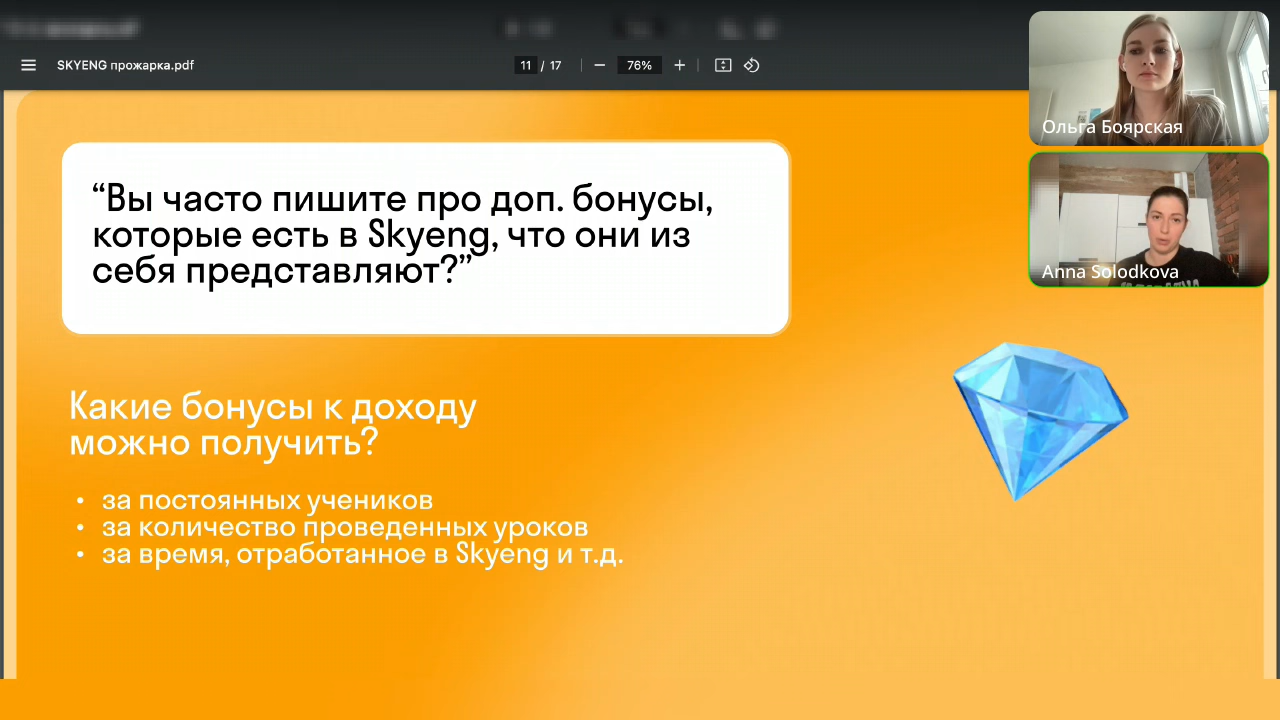 SKYENG прожарка.pdf
11 / 17
76%
Ольга Боярская
Anna Solodkova
“Вы часто пишите про доп. бонусы,
которые есть в Skyeng, что они из
себя представляют?”
Какие бонусы к доходу
можно получить?
• за постоянных учеников
• за количество проведенных уроков
• за время, отработанное в Skyeng и т.д.